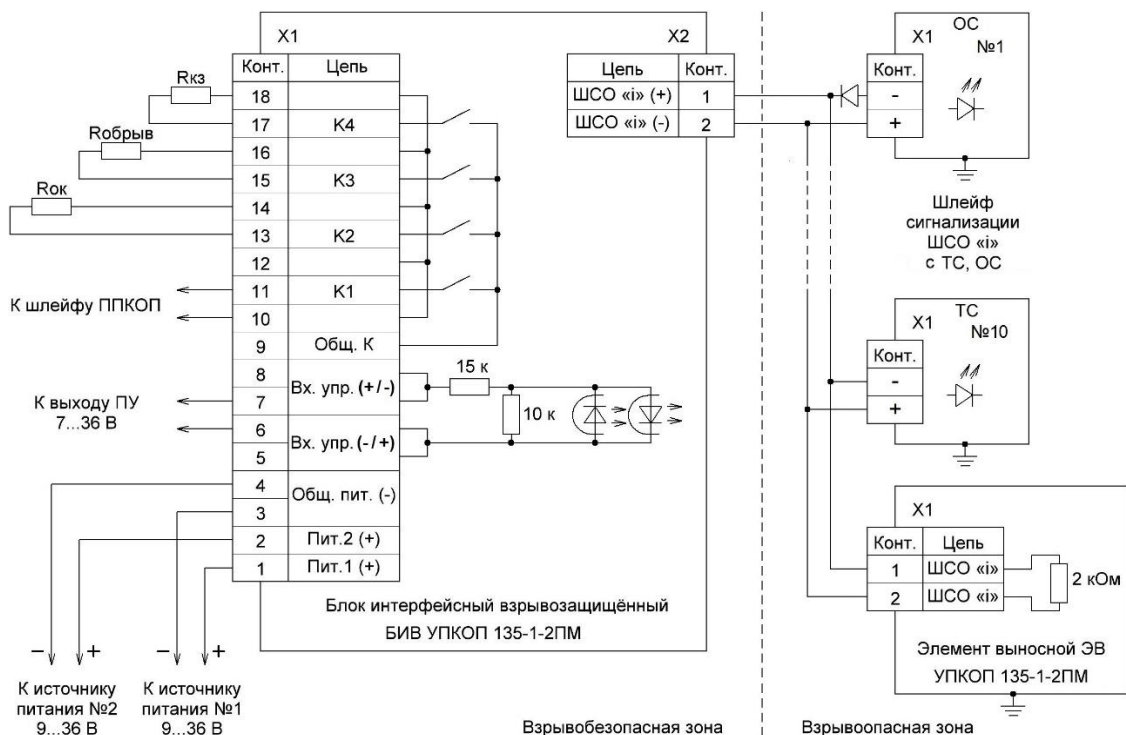 X1
X2
X1
ОС
№1
Конт.
Цепь
Цепь
Конт.
Конт.
Rкз
18
ШСО «i» (+)
1
-
17
K4
ШСО «i» (-)
2
+
Rобрыв
16
15
K3
Rок
14
Шлейф
сигнализации
ШСО «i»
с ТС, ОС
13
K2
12
11
K1
К шлейфу ППКОП
10
X1
ТС
№10
9
Общ. К
Конт.
8
Вх. упр. (+/-)
15 к
-
К выходу ПУ
7...36 В
7
10 к
+
6
Вх. упр. (-/+)
5
4
Общ. пит. (-)
3
X1
2
Пит.2 (+)
Конт.
Цепь
1
Пит.1 (+)
1
ШСО «i»
2 кОм
2
ШСО «i»
Блок интерфейсный взрывозащищённый
БИВ УПКОП 135-1-2ПМ
Элемент выносной ЭВ
УПКОП 135-1-2ПМ
− +
− +
К источнику
питания №2
9...36 В
К источнику
питания №1
9...36 В
Взрывобезопасная зона
Взрывоопасная зона